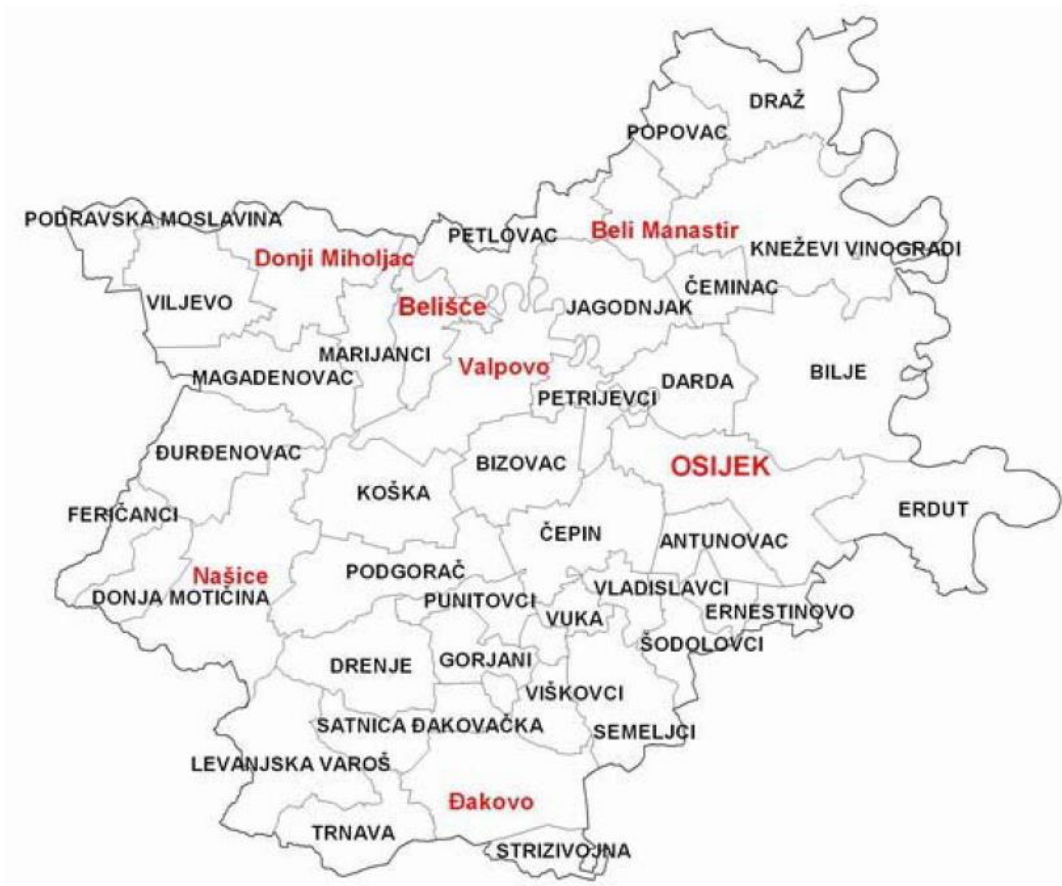 DRAŽ
POPOVAC
PODRAVSKA MOSLAVINA
PETLOVAC
Beli Manastir
KNEŽEVI VINOGRADI
Donji Miholjac
ČEMINAC
VILJEVO
Belišće
JAGODNJAK
MARIJANCI
Valpovo
MAGADENOVAC
DARDA
BILJE
PETRIJEVCI
ĐURĐENOVAC
BIZOVAC
OSIJEK
KOŠKA
ERDUT
FERIČANCI
ČEPIN
ANTUNOVAC
Našice
PODGORAČ
VLADISLAVCI
DONJA MOTIČINA
PUNITOVCI
ERNESTINOVO
VUKA
ŠODOLOVCI
DRENJE
GORJANI
VIŠKOVCI
SATNICA ĐAKOVAČKA
SEMELJCI
LEVANJSKA VAROŠ
Đakovo
TRNAVA
STRIZIVOJNA